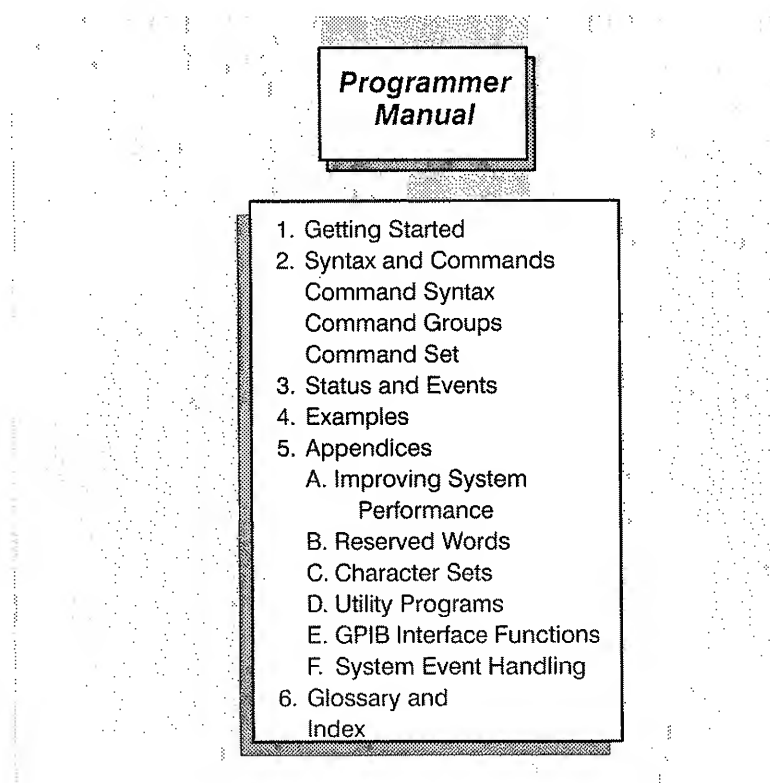 Programmer
Manual
1. Getting Started
2. Syntax and Commands
Command Syntax
Command Groups
Command Set
3. Status and Events
4. Examples
5. Appendices
A. Improving System
Performance
B. Reserved Words
C. Character Sets
D. Utility Programs
E. GPIB Interface Functions
F. System Event Handling
6. Glossary and
Index